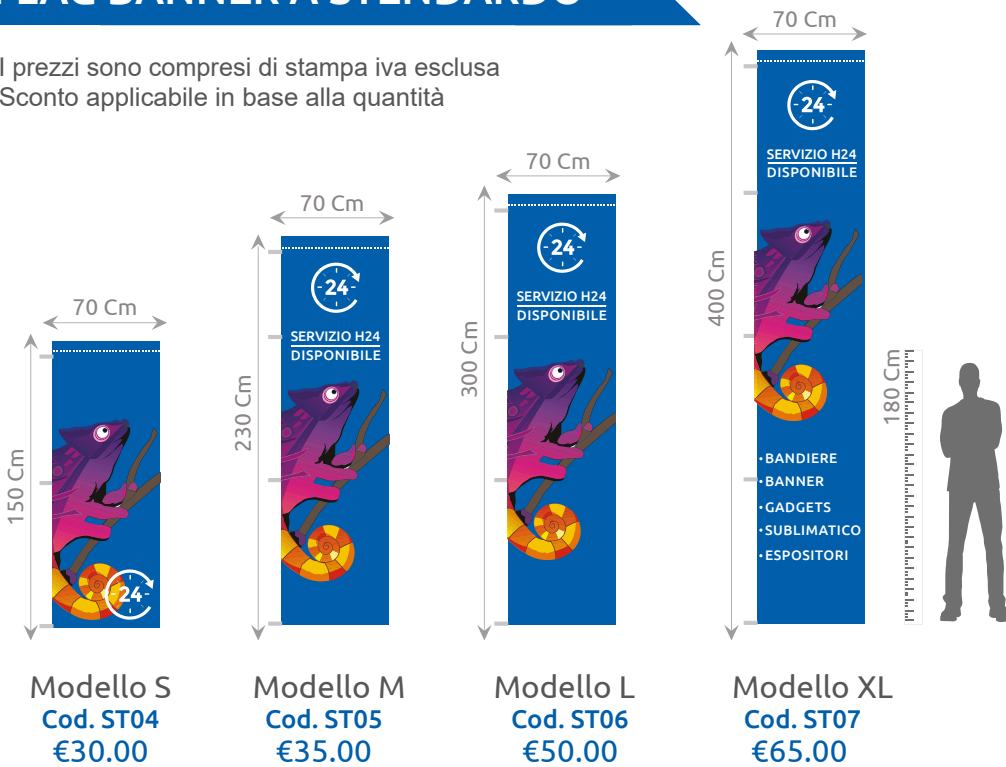 BANNER A STENDARDO
I prezzi sono compresi di stampa iva esclusa
Sconto applicabile in base alla quantità
70 Cm
150 Cm
24
Modello S
Cod. ST04
€30.00
70 Cm
230 Cm
24
SERVIZIO H24
DISPONIBILE
Modello M
Cod. ST05
€35.00
70 Cm
300 Cm
24
SERVIZIO H24
DISPONIBILE
Modello L
Cod. ST06
€50.00
70 Cm
400 Cm
24
SERVIZIO H24
DISPONIBILE
•BANDIERE
•BANNER
•GADGETS
•SUBLIMATICO
•ESPOSITORI
180 Cm
Modello XL
Cod. ST07
€65.00